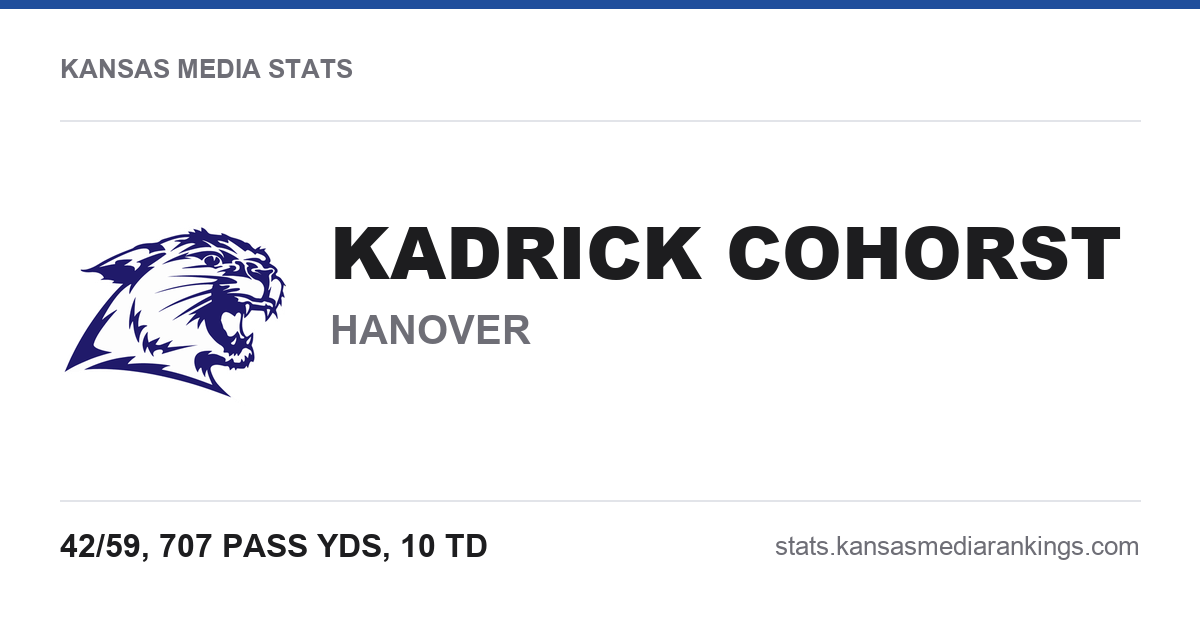 KANSAS MEDIA STATS
KADRICK COHORST
HANOVER
42/59, 707 PASS YDS, 10 TD
stats.kansasmediarankings.com